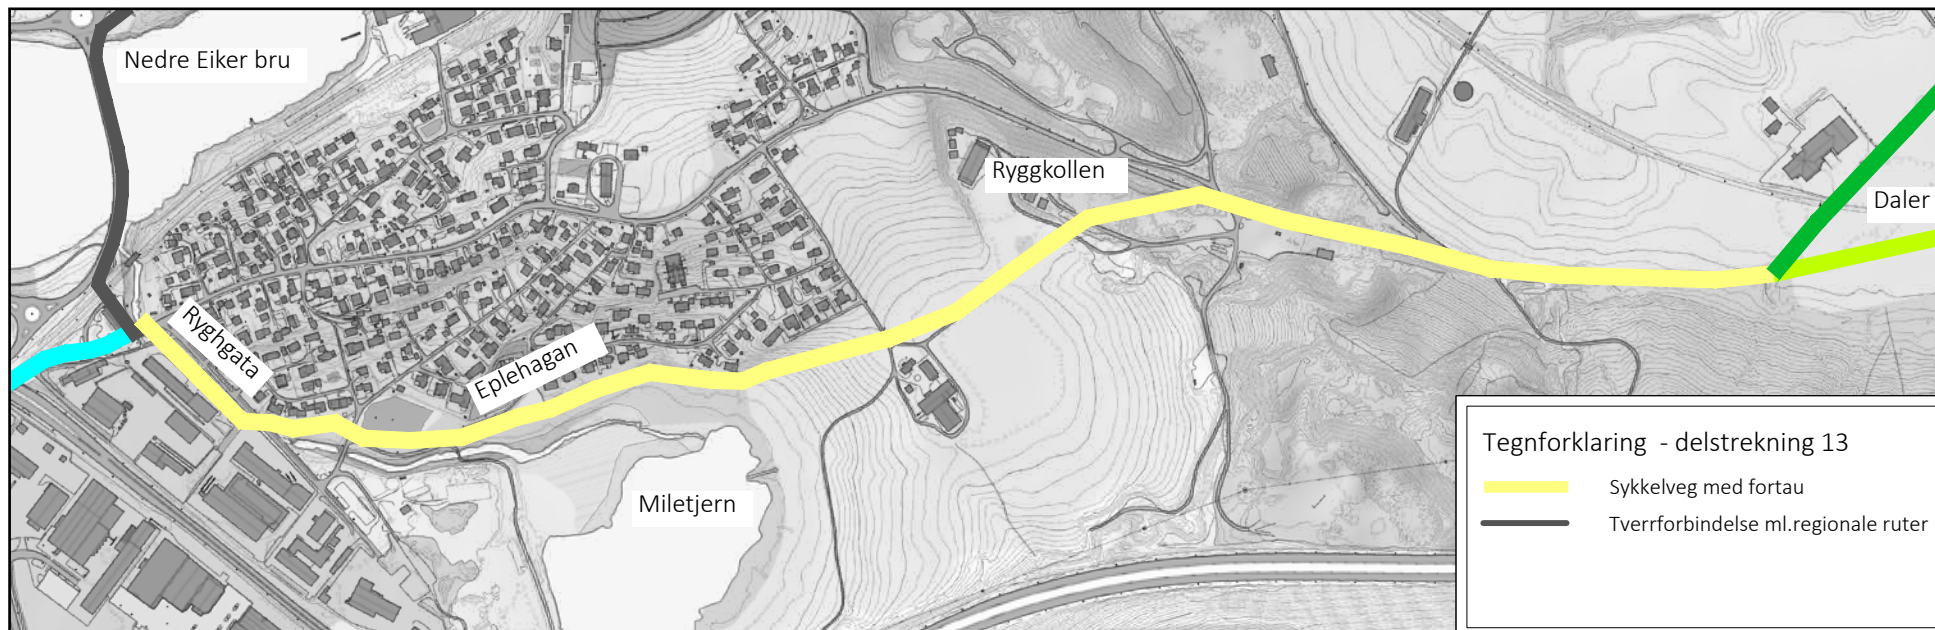 Nedre Eiker bru
Ryggkollen
Daler
Ryghgata
Eplehagan
Miletjern
Tegnforklaring - delstrekning 13
Sykkelveg med fortau
Tverrforbindelse ml.regionale ruter